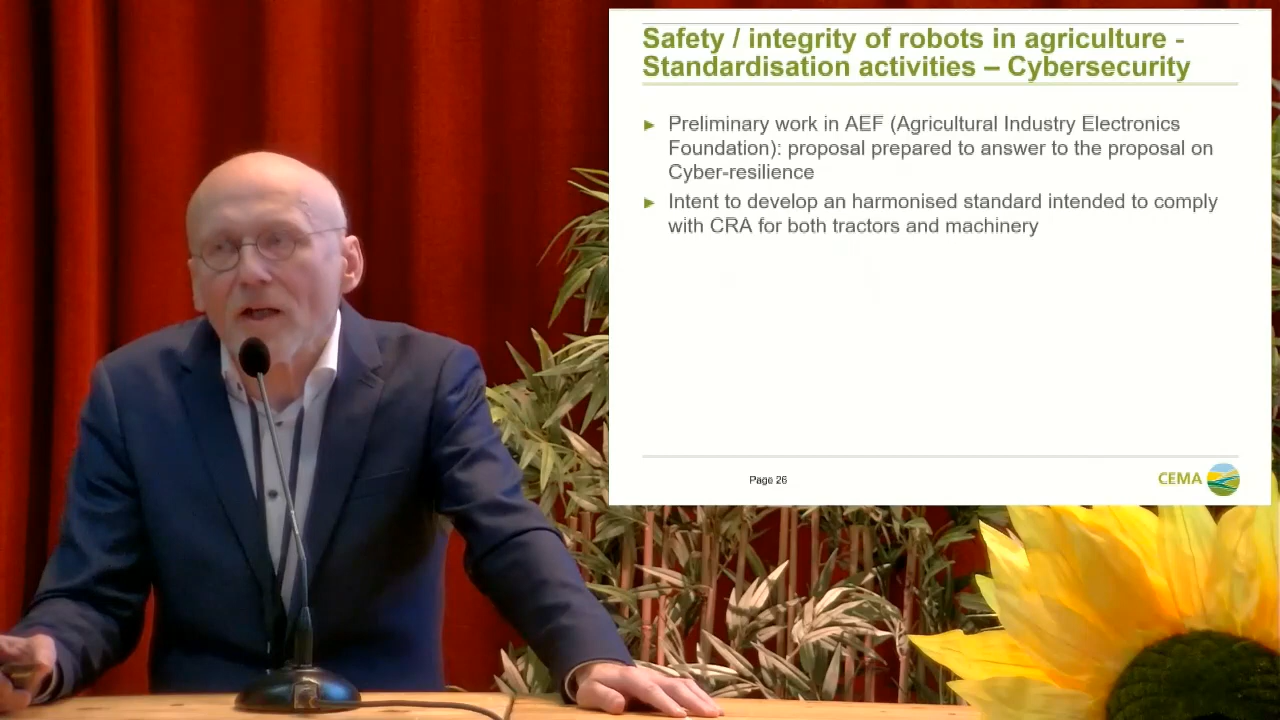 Safety / integrity of robots in agriculture -
Standardisation activities – Cybersecurity
► Preliminary work in AEF (Agricultural Industry Electronics
Foundation): proposal prepared to answer to the proposal on
Cyber-resilience
► Intent to develop an harmonised standard intended to comply
with CRA for both tractors and machinery
Page 26
CEMA